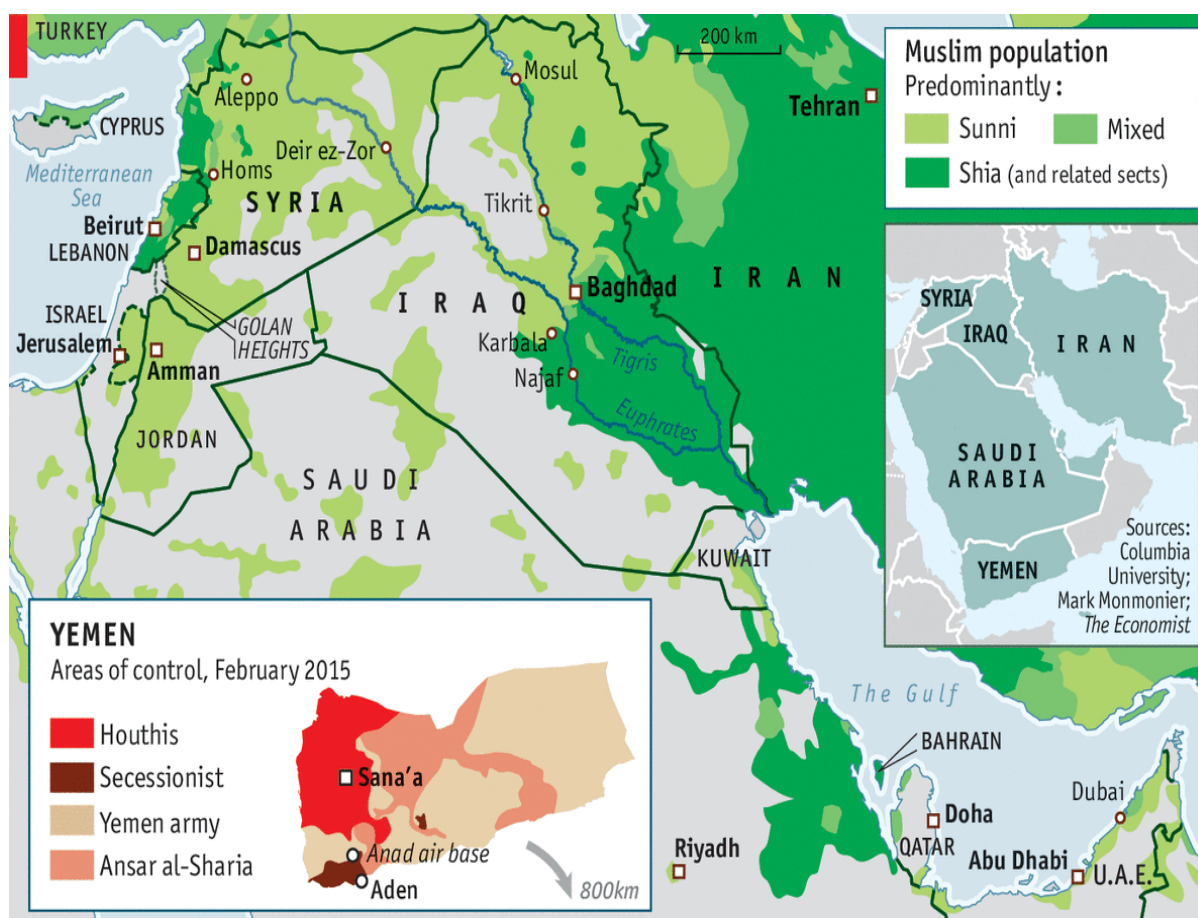 TURKEY
200 km
Mosul
Aleppo
Tehran
CYPRUS
Deir ez-Zor
Mediterranean
Sea
Homs
SYRIA
Tikrit
Beirut
LEBANON
Damascus
IRAQ
Baghdad
IRAN
ISRAEL
GOLAN
HEIGHTS
Jerusalem
Karbala
Tigris
Amman
Najaf
Euphrates
JORDAN
SAUDI
ARABIA
KUWAIT
The Gulf
BAHRAIN
Dubai
Doha
QATAR
Riyadh
Abu Dhabi
U.A.E.
Muslim population
Predominantly :
Sunni
Mixed
Shia (and related sects)
SYRIA
IRAQ
IRAN
SAUDI
ARABIA
YEMEN
Sources:
Columbia
University;
Mark Monmonier;
The Economist
YEMEN
Areas of control, February 2015
Houthis
Secessionist
Yemen army
Ansar al-Sharia
Sana'a
Anad air base
Aden
800km